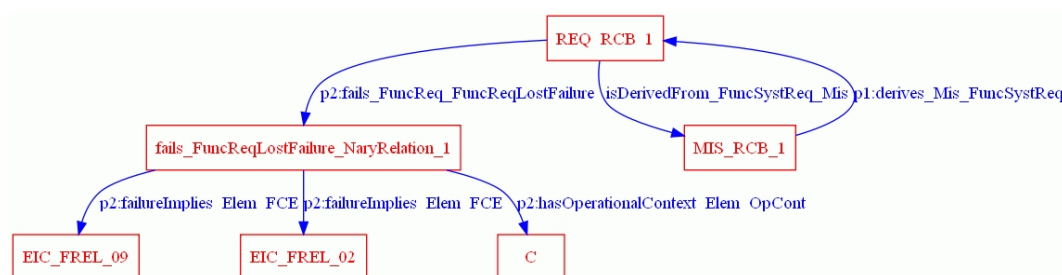 REQ_RCB_1
p2:fails_FuncReq_FuncReqLostFailure isDerivedFrom_FuncSystReq_Mis p1:derives_Mis_FuncSystReq
fails_FuncReqLostFailure_NaryRelation_1 MIS_RCB_1
p2:failureImplies_Elem_FCE p2:failureImplies_Elem_FCE p2:hasOperationalContext_Elem_OpCont
EIC_FREL_09 EIC_FREL_02 C